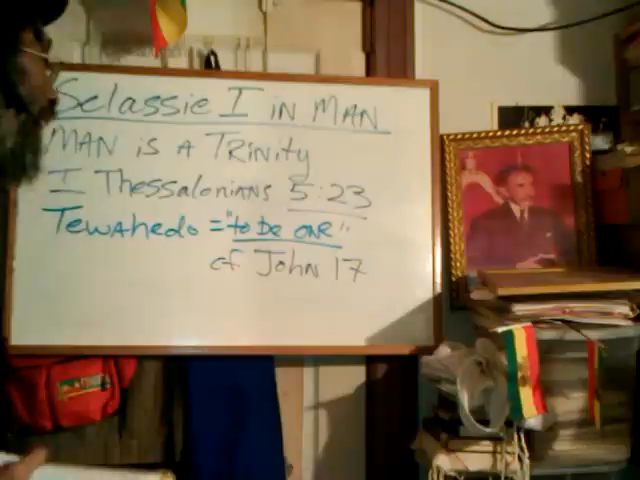 Selassie I in MAN
MAN is A TRiNity
I Thessalonians 5:23
Tewahedo = "to be one"
cf John 17